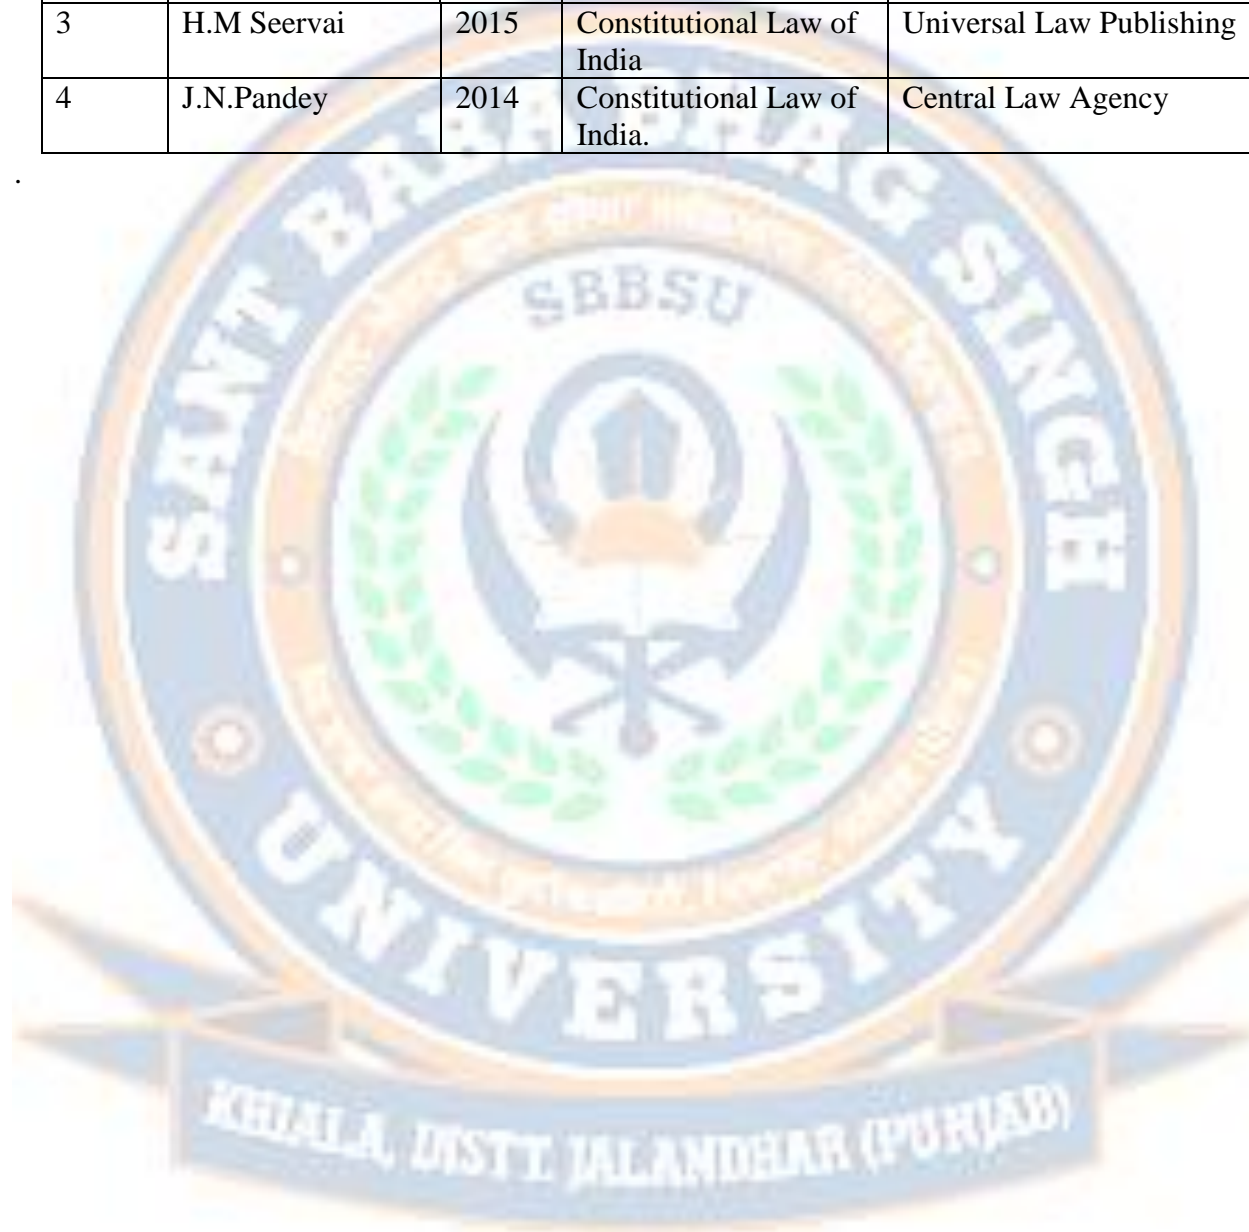 3 H.M Seervai 2015 Constitutional Law of Universal Law Publishing
India
4 J.N.Pandey 2014 Constitutional Law of Central Law Agency
India.
.
SANT BABA BHAG SINGH
SBBSU
UNIVERSITY
KHIALA, DISTT. JALANDHAR (PUNJAB)